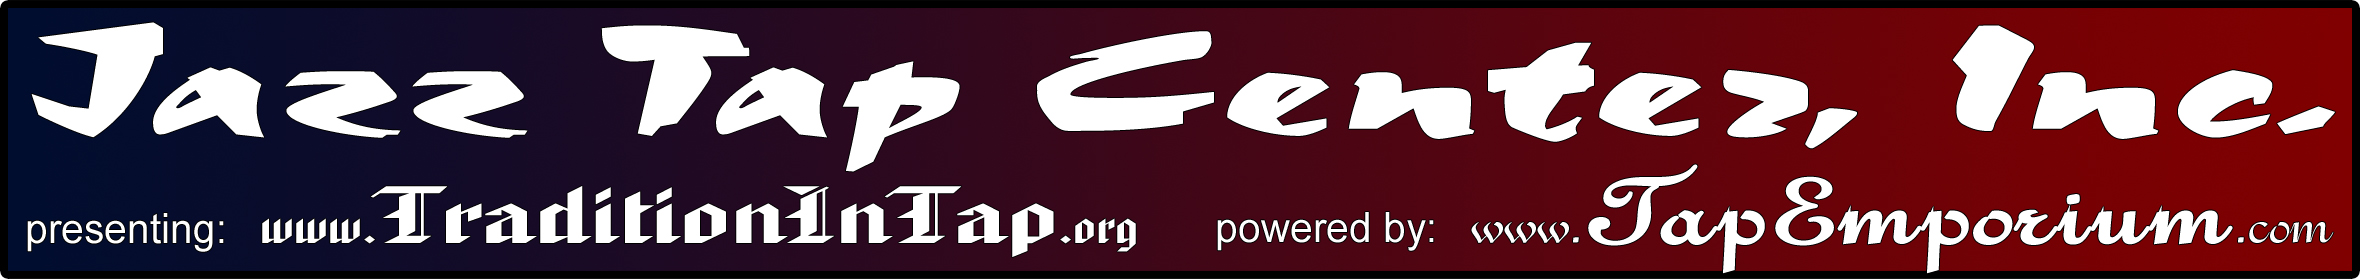 Jazz Tap Center, Inc.
presenting: www.TraditionInTap.org powered by: www.TapEmporium.com